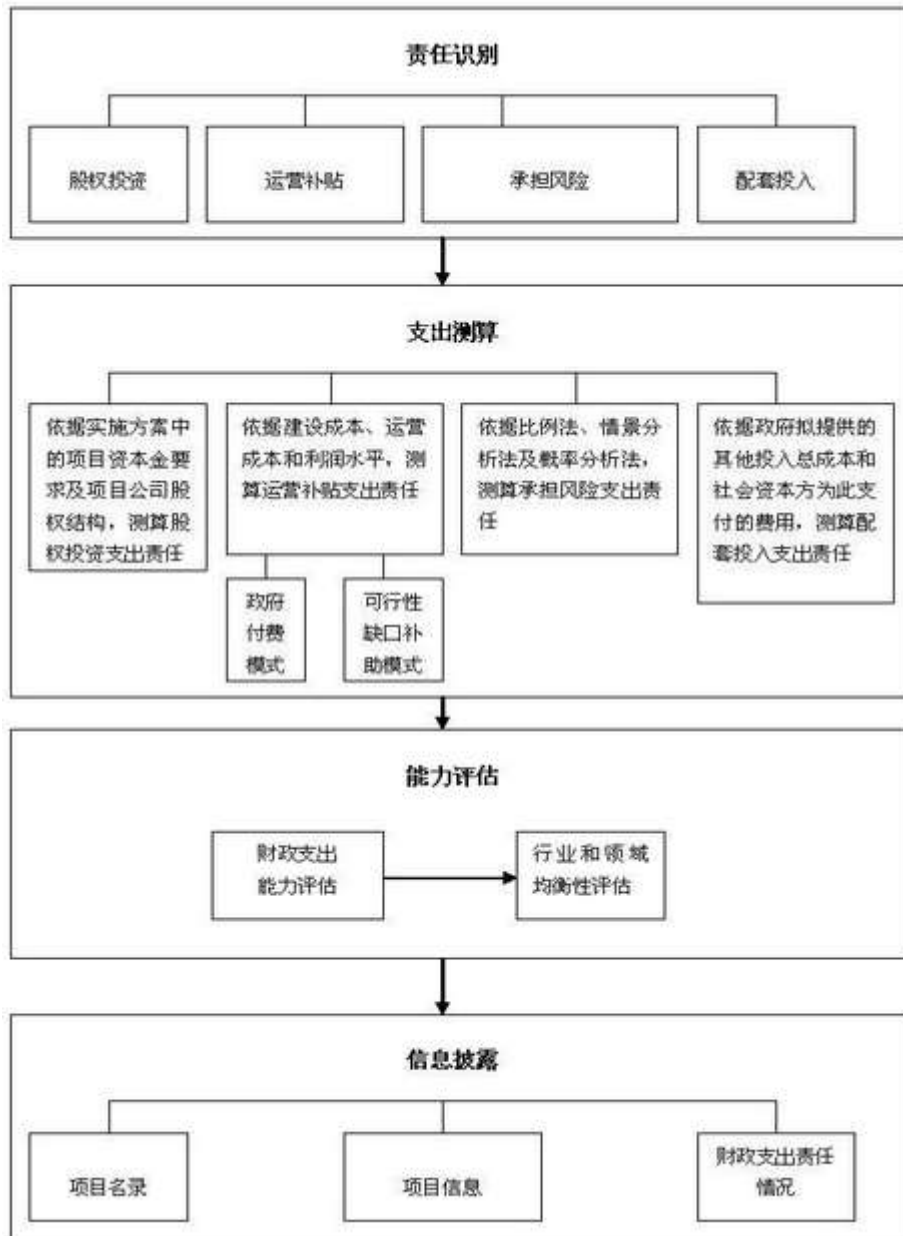 责任识别
股权投资
运营补贴
承担风险
配套投入
支出测算
依据实施方案中
的项目资本金要
求及项目公司股
权结构，测算股
权投资支出责任
依据建设成本、运营
成本和利润水平，测
算运营补贴支出责任
政府
付费
模式
可行性
缺口补
助模式
依据比例法、情景分
析法及概率分析法，
测算承担风险支出责
任
依据政府拟提供的
其他投入总成本和
社会资本方为此支
付的费用，测算配
套投入支出责任
能力评估
财政支出
能力评估
行业和领域
均衡性评估
信息披露
项目名录
项目信息
财政支出责任
情况